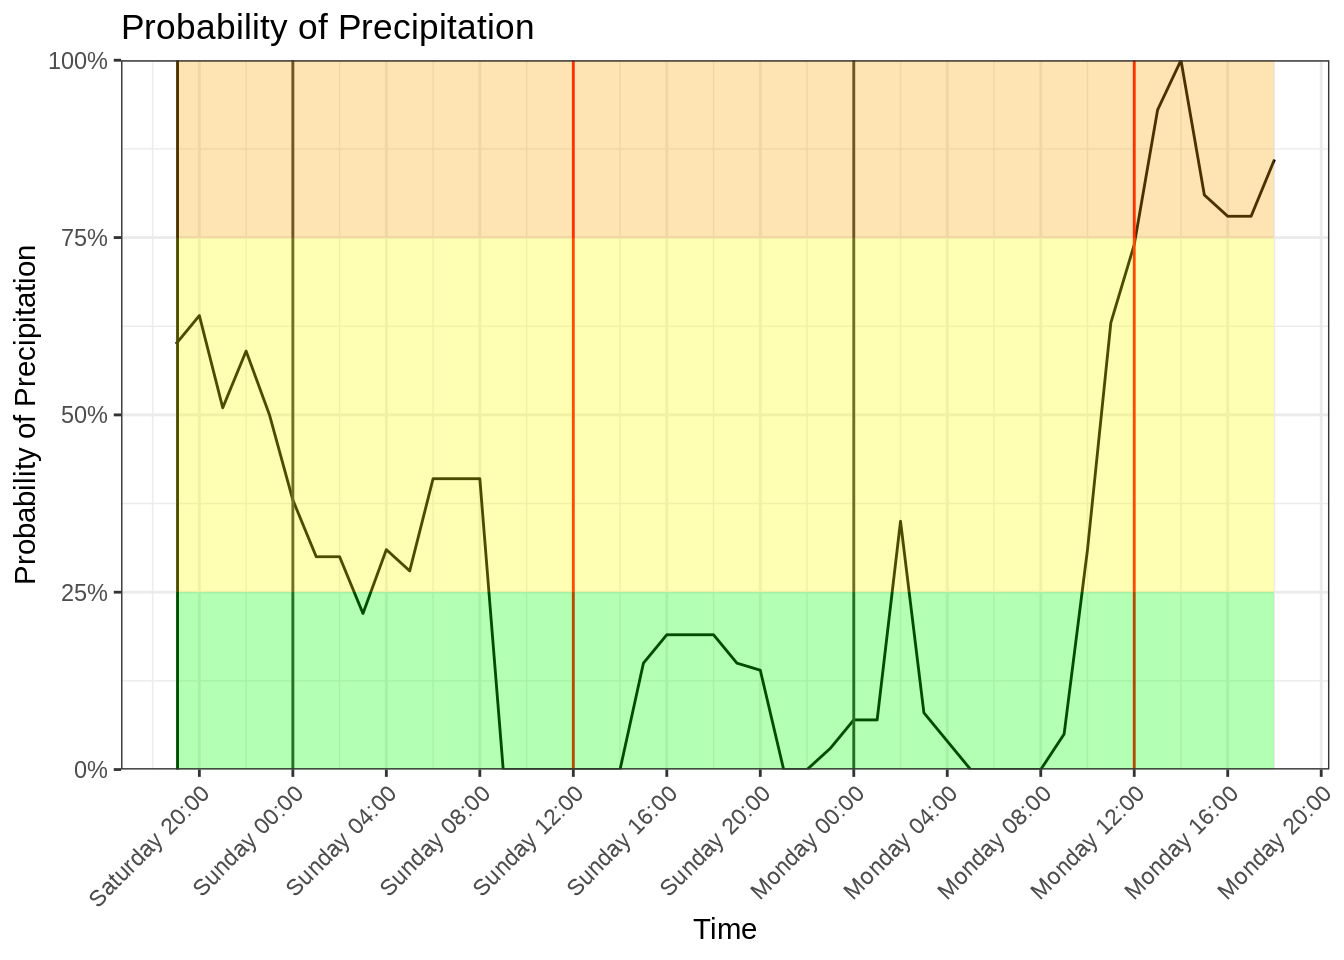 Probability of Precipitation
Probability of Precipitation
100%
75%
50%
25%
0%
Saturday 20:00
Sunday 00:00
Sunday 04:00
Sunday 08:00
Sunday 12:00
Sunday 16:00
Sunday 20:00
Monday 00:00
Monday 04:00
Monday 08:00
Monday 12:00
Monday 16:00
Monday 20:00
Time